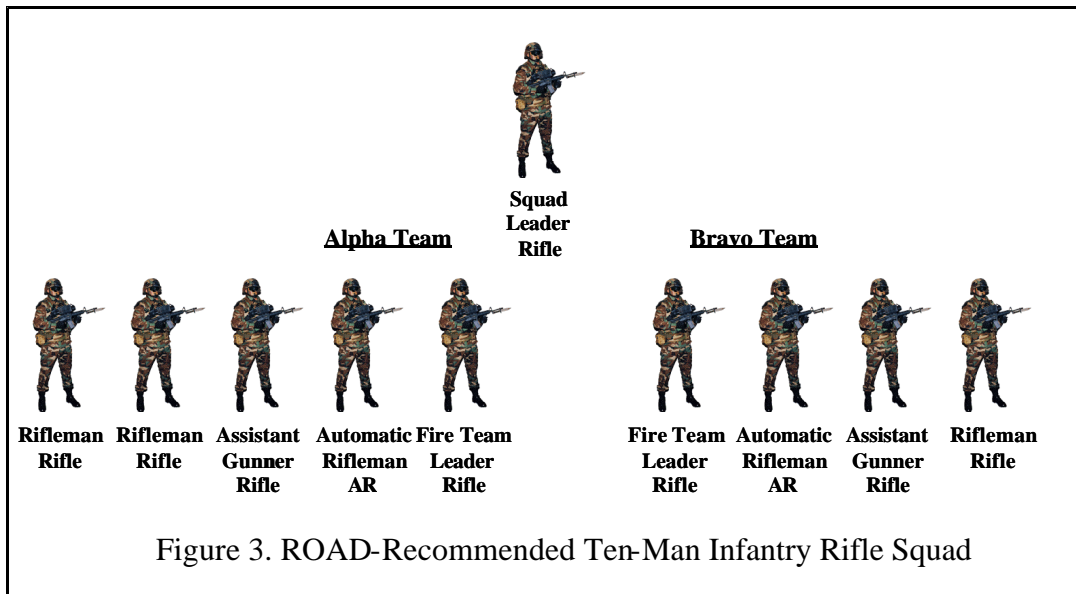 Squad
Leader
Rifle
Alpha Team
Bravo Team
Rifleman
Rifle
Rifleman
Rifle
Assistant
Gunner
Rifle
Automatic
Rifleman
AR
Fire Team
Leader
Rifle
Fire Team
Leader
Rifle
Automatic
Rifleman
AR
Assistant
Gunner
Rifle
Rifleman
Rifle
Figure 3. ROAD-Recommended Ten-Man Infantry Rifle Squad